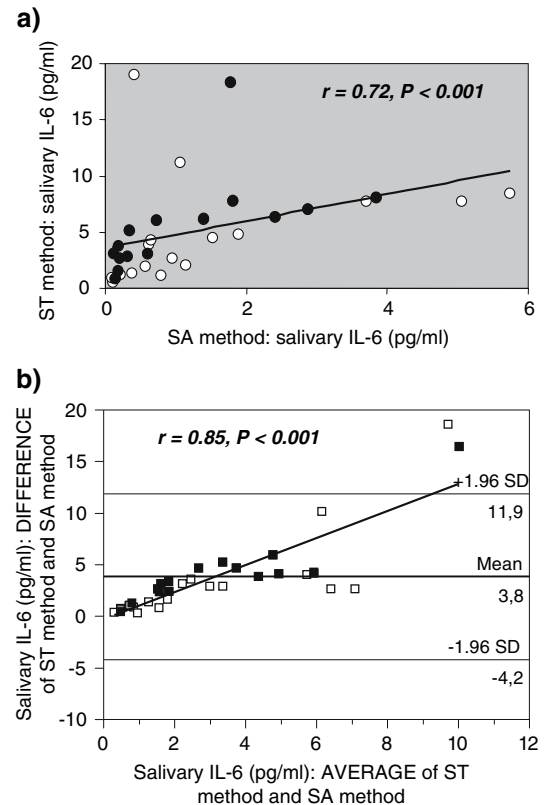 a)
ST method: salivary IL-6 (pg/ml)
20
15
10
5
0
r = 0.72, P < 0.001
0
2
4
6
SA method: salivary IL-6 (pg/ml)
b)
Salivary IL-6 (pg/ml): DIFFERENCE
of ST method and SA method
20
15
10
5
0
-5
-10
r = 0.85, P < 0.001
+1.96 SD
11,9
Mean
3,8
-1.96 SD
-4,2
0
2
4
6
8
10
12
Salivary IL-6 (pg/ml): AVERAGE of ST
method and SA method